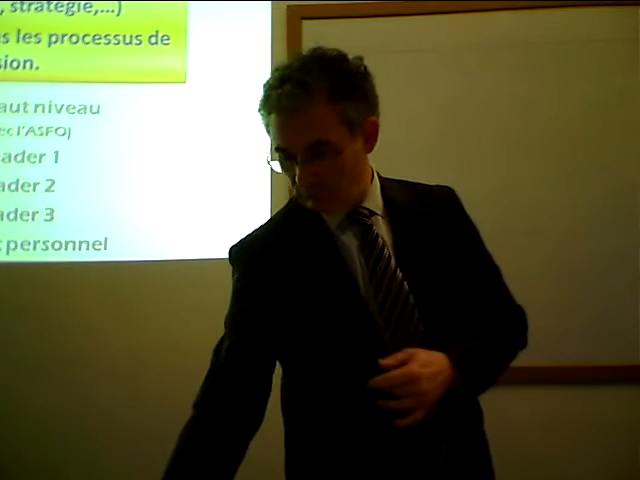 , stratégie,...)
s les processus de
sion.
aut niveau
ec l'ASFO)
ader 1
ader 2
ader 3
t personnel